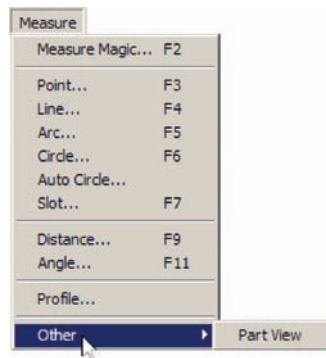 Measure
Measure Magic... F2
Point... F3
Line... F4
Arc... F5
Circle... F6
Auto Circle...
Slot... F7
Distance... F9
Angle... F11
Profile...
Other Part View